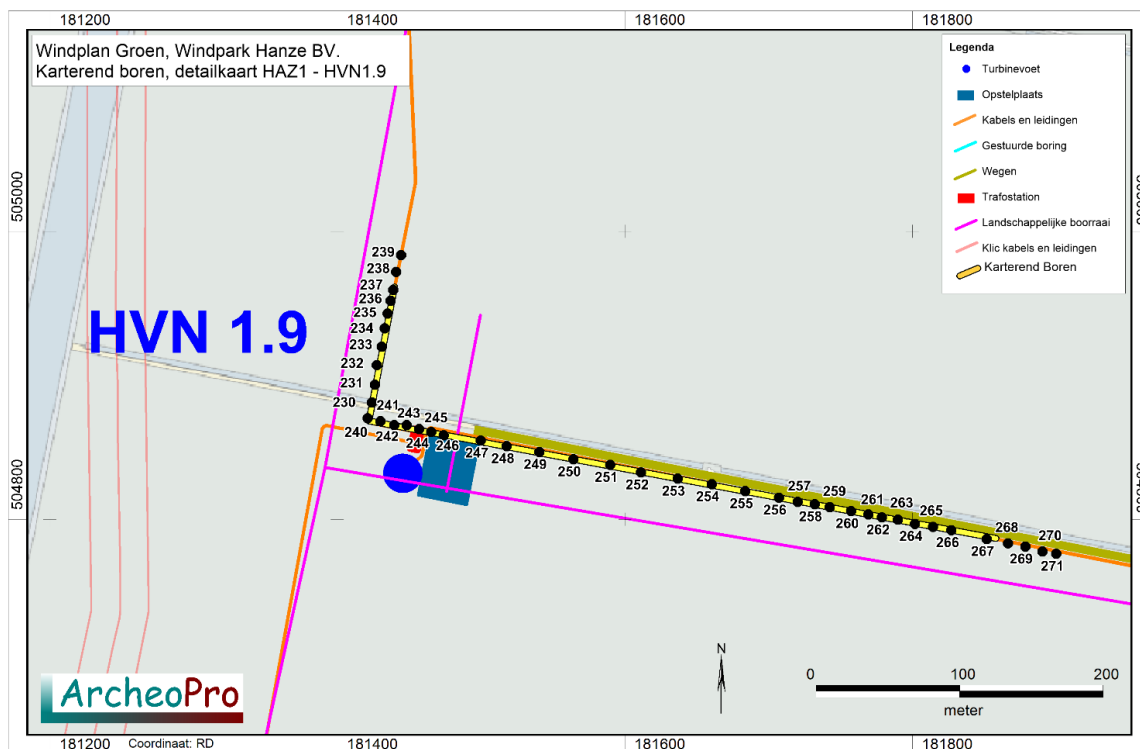 181200 181400 181600 181800
Windplan Groen, Windpark Hanze BV.
Karterend boren, detailkaart HAZ1 - HVN1.9
Legenda
Turbinevoet
Opstelplaats
Kabels en leidingen
Gestuurde boring
Wegen
Trafostation
Landschappelijke boorraai
Klic kabels en leidingen
Karterend Boren
505000
505000
239
238
237
236
235
234
233
232
231
230
HVN 1.9
240
241
242
243
244
245
246
247
248
249
250
251
252
253
254
255
256
257
258
259
260
261
262
263
264
265
266
267
268
269
270
271
504800
504800
N
0 100 200
meter
ArcheoPro
181200 Coordinaat: RD 181400 181600 181800